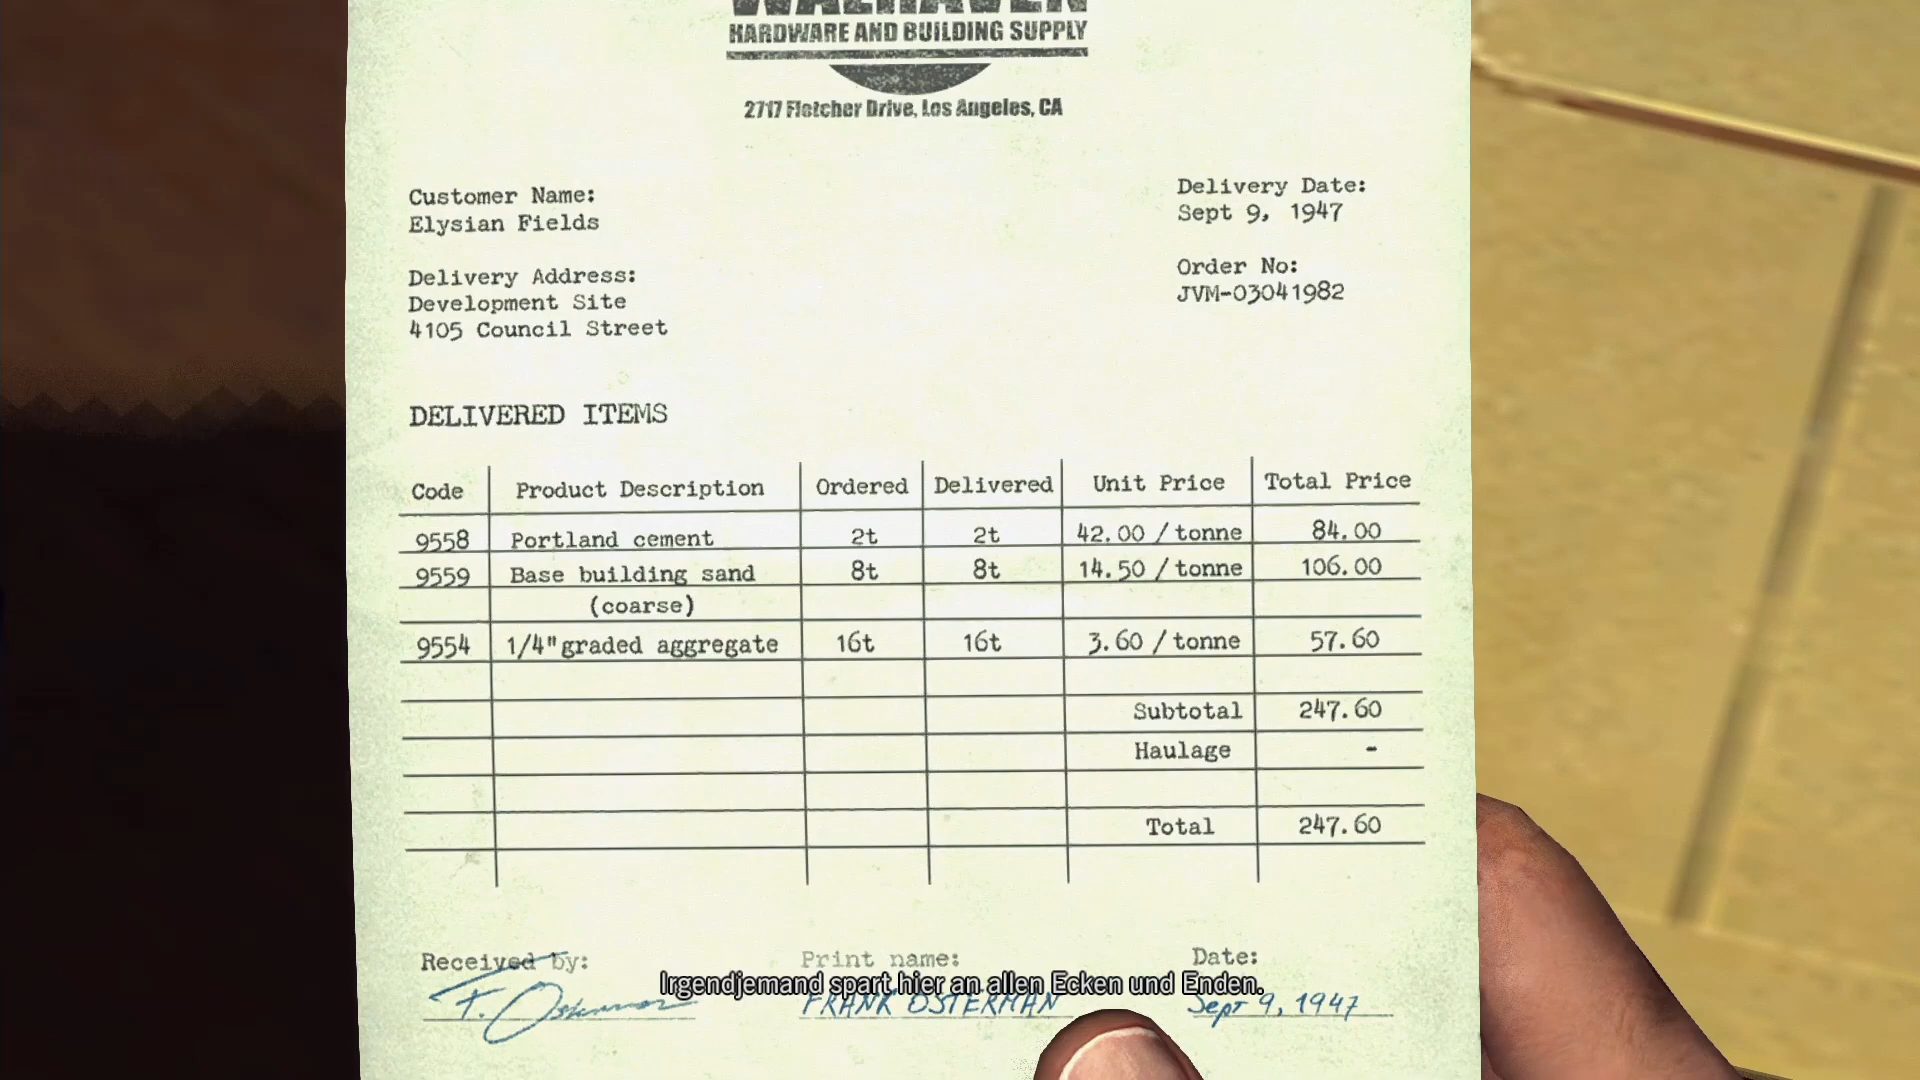 HARDWARE AND BUILDING SUPPLY
2717 Fletcher Drive, Los Angeles, CA
Customer Name:
Elysian Fields
Delivery Date:
Sept 9, 1947
Delivery Address:
Development Site
4105 Council Street
Order No:
JVM-03041982
DELIVERED ITEMS
Code Product Description Ordered Delivered Unit Price Total Price
9558 Portland cement 2t 2t 42.00 / tonne 84.00
9559 Base building sand 8t 8t 14.50 / tonne 106.00
(coarse)
9554 1/4" graded aggregate 16t 16t 3.60 / tonne 57.60
Subtotal 247.60
Haulage -
Total 247.60
Received by: Print name: Date:
Irgendjemand spart hier an allen Ecken und Enden.
F. Osterman FRANK OSTERMAN Sept 9, 1947